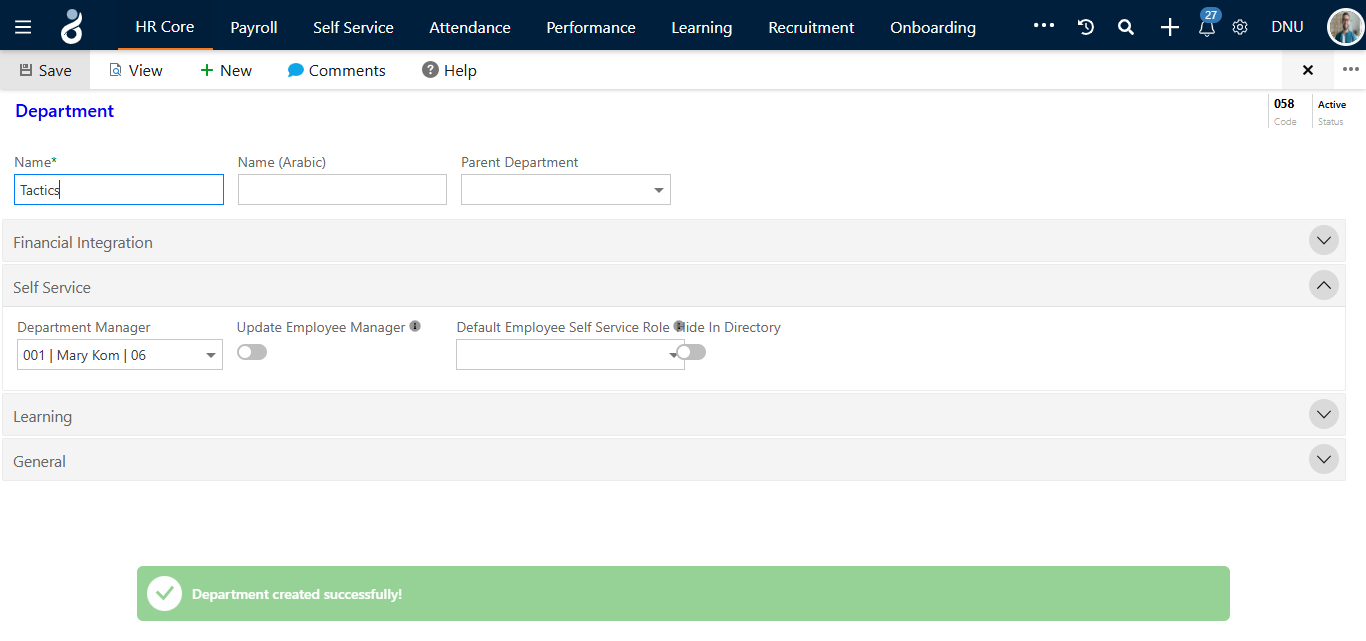 HR Core Payroll Self Service Attendance Performance Learning Recruitment Onboarding 27 DNU
Save View New Comments Help
Department
058 Active
Code Status
Name* Name (Arabic) Parent Department
Tactics
Financial Integration
Self Service
Department Manager Update Employee Manager Default Employee Self Service Role Hide In Directory
001 | Mary Kom | 06
Learning
General
Department created successfully!